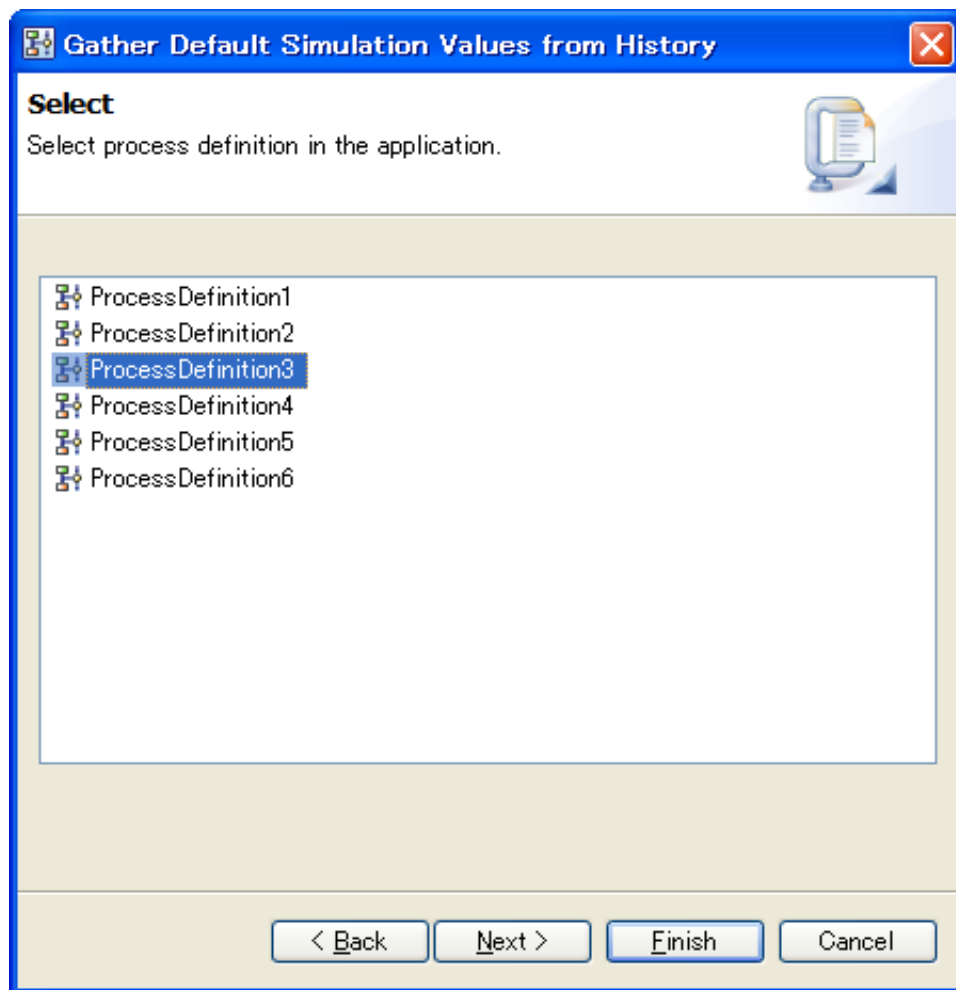 Gather Default Simulation Values from History
Select
Select process definition in the application.
ProcessDefinition1
ProcessDefinition2
ProcessDefinition3
ProcessDefinition4
ProcessDefinition5
ProcessDefinition6
< Back Next > Finish Cancel